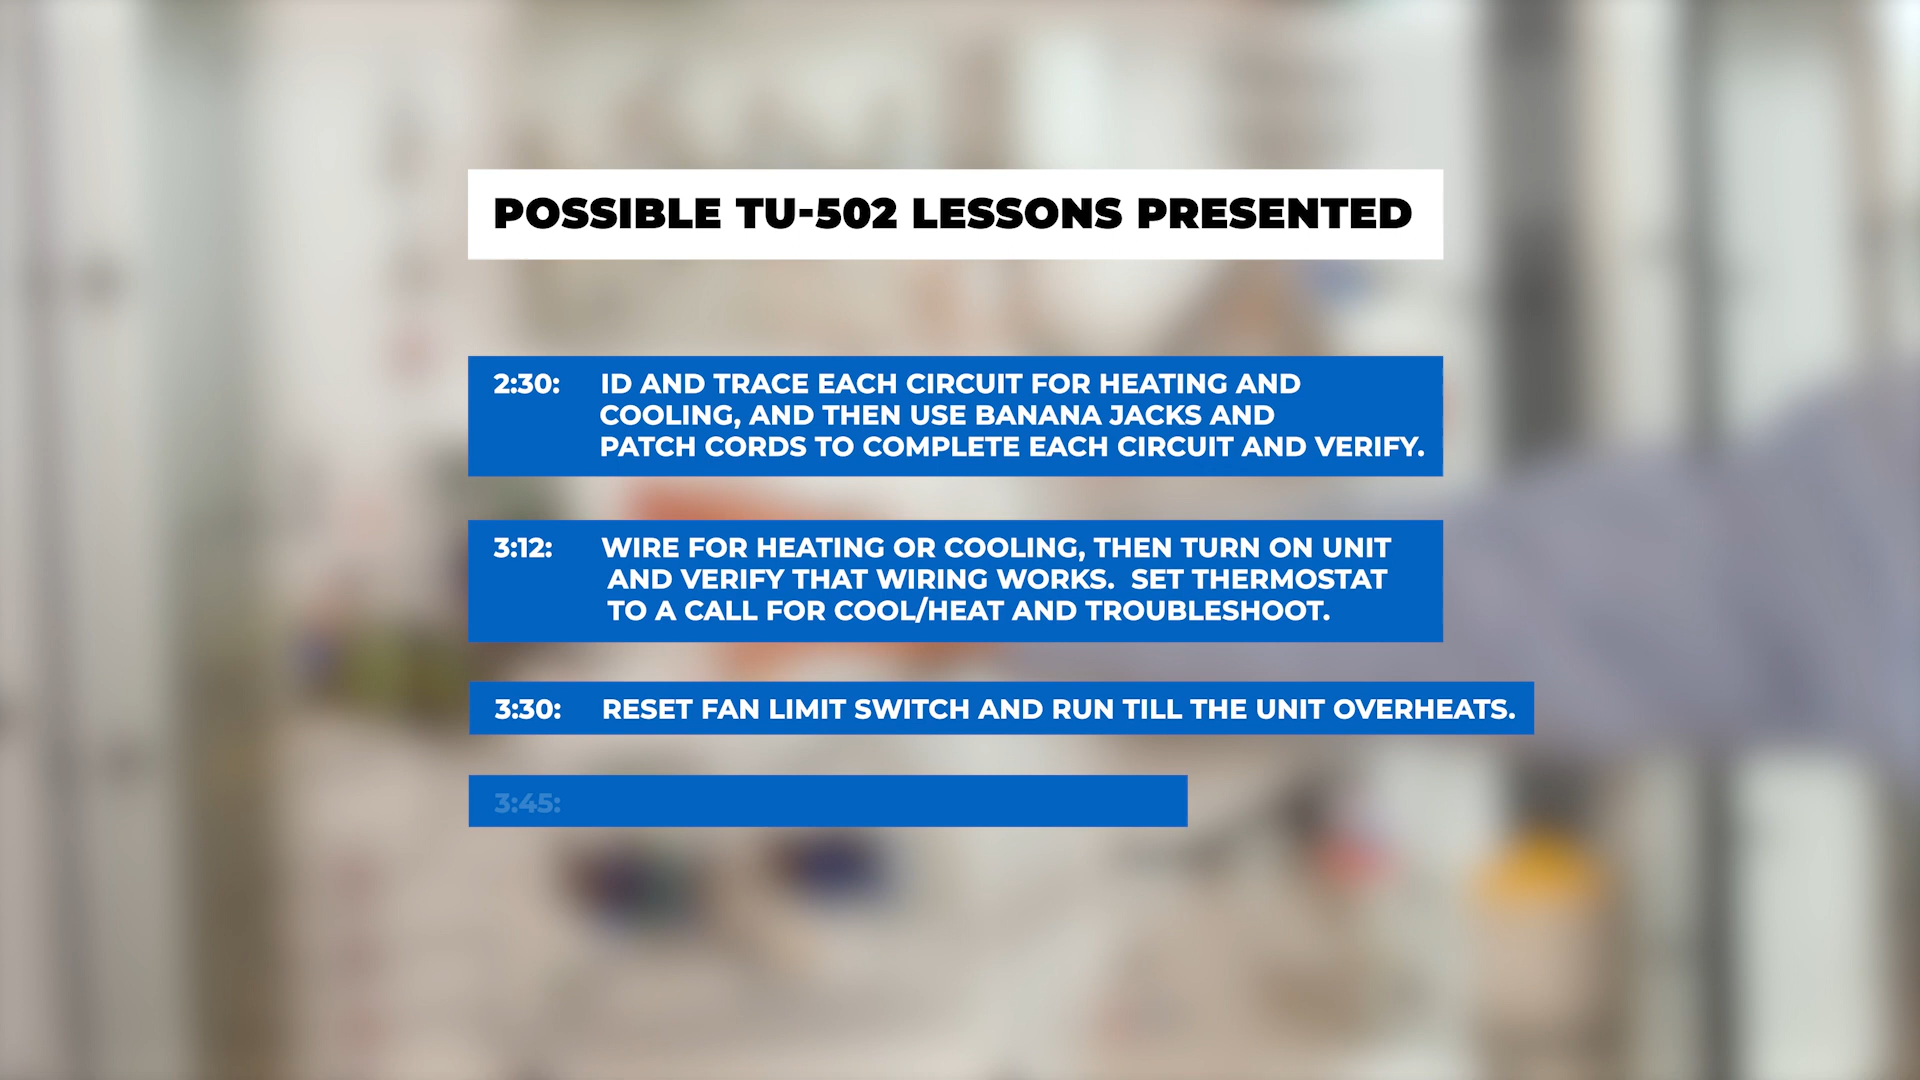 POSSIBLE TU-502 LESSONS PRESENTED
2:30: ID AND TRACE EACH CIRCUIT FOR HEATING AND
COOLING, AND THEN USE BANANA JACKS AND
PATCH CORDS TO COMPLETE EACH CIRCUIT AND VERIFY.
3:12: WIRE FOR HEATING OR COOLING, THEN TURN ON UNIT
AND VERIFY THAT WIRING WORKS. SET THERMOSTAT
TO A CALL FOR COOL/HEAT AND TROUBLESHOOT.
3:30: RESET FAN LIMIT SWITCH AND RUN TILL THE UNIT OVERHEATS.
3:45: